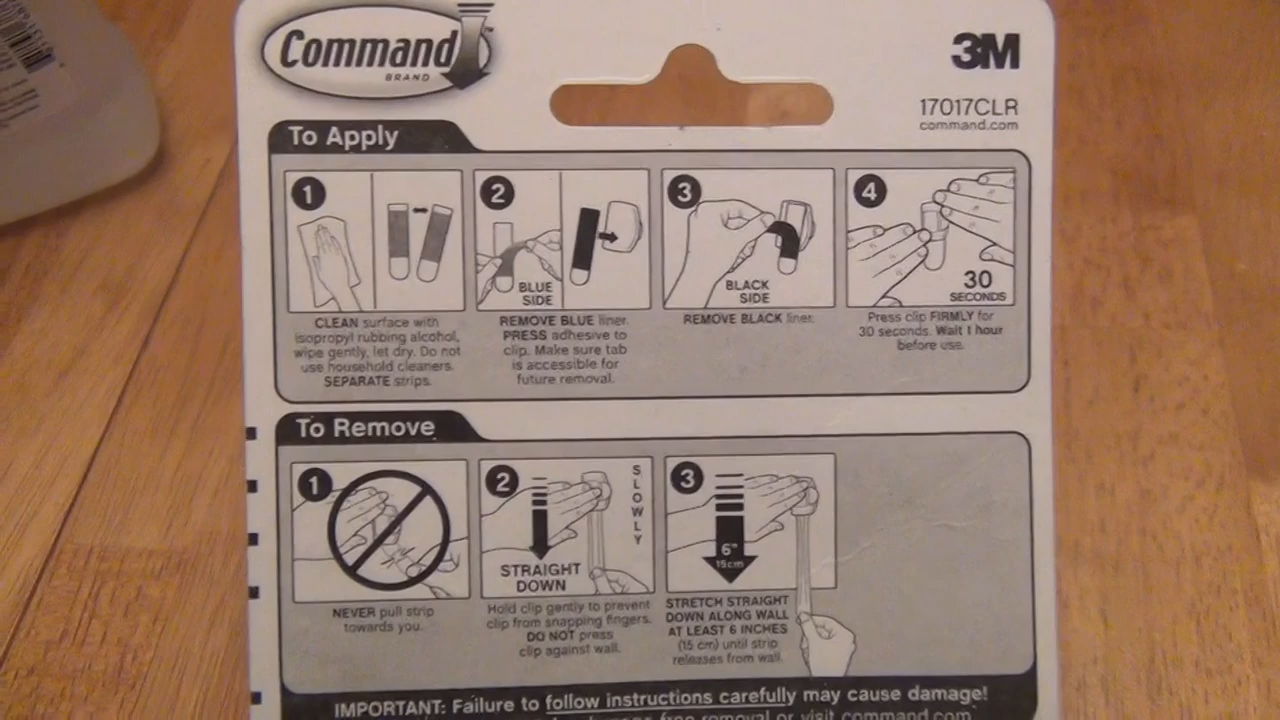 Command™
BRAND
3M
17017CLR
command.com
To Apply
1
2
BLUE
SIDE
3
BLACK
SIDE
4
30
SECONDS
CLEAN surface with
isopropyl rubbing alcohol,
wipe gently, let dry. Do not
use household cleaners.
SEPARATE strips.
REMOVE BLUE liner.
PRESS adhesive to
clip. Make sure tab
is accessible for
future removal.
REMOVE BLACK liner.
Press clip FIRMLY for
30 seconds. Wait 1 hour
before use.
To Remove
1
2
SLOWLY
STRAIGHT
DOWN
3
6"
15cm
NEVER pull strip
towards you.
Hold clip gently to prevent
clip from snapping fingers.
DO NOT press
clip against wall.
STRETCH STRAIGHT
DOWN ALONG WALL
AT LEAST 6 INCHES
(15 cm) until strip
releases from wall.
IMPORTANT: Failure to follow instructions carefully may cause damage!
free removal or visit command.com